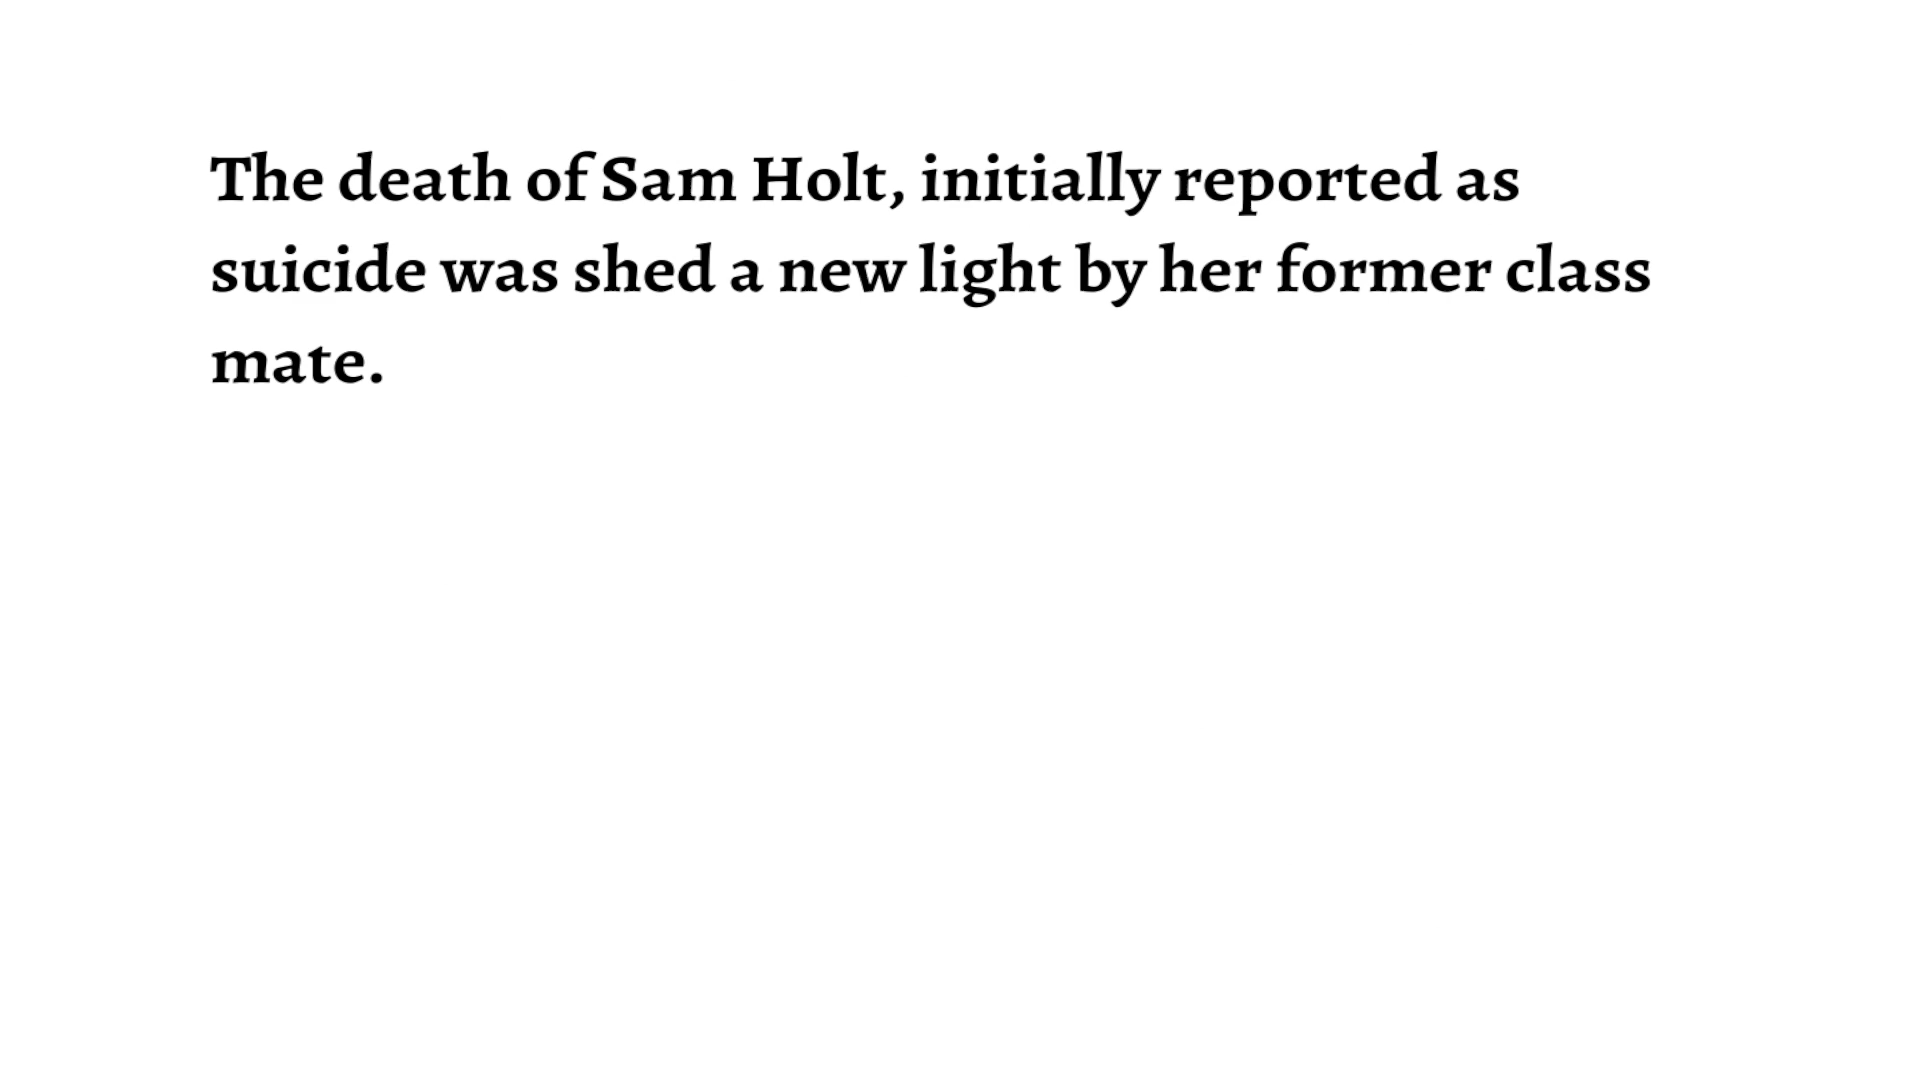 The death of Sam Holt, initially reported as
suicide was shed a new light by her former class
mate.